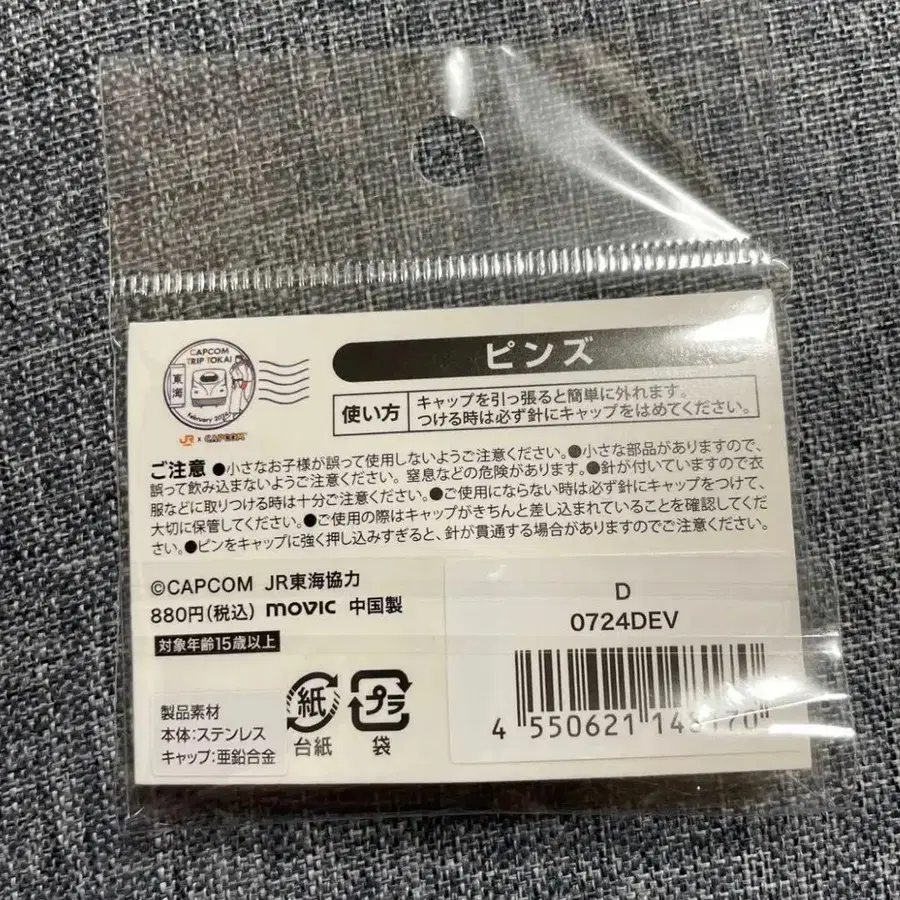 CAPCOM
TRIP TOKAI
東海
JR × CAPCOM
ピンズ
使い方
キャップを引っ張ると簡単に外れます。
つける時は必ず針にキャップをはめてください。
ご注意 ●小さなお子様が誤って使用しないようご注意ください。●小さな部品がありますので、
誤って飲み込まないようご注意ください。窒息などの危険があります。●針が付いていますので衣
服などに取りつける時は十分ご注意ください。●ご使用にならない時は必ず針にキャップをつけて、
大切に保管してください。●ご使用の際はキャップがきちんと差し込まれていることを確認してくだ
さい。●ピンをキャップに強く押し込みすぎると、針が貫通する場合がありますのでご注意ください。
©CAPCOM JR東海協力
880円(税込) movic 中国製
対象年齢15歳以上
製品素材
本体:ステンレス
キャップ:亜鉛合金
紙
台紙
プラ
袋
D
0724DEV
4 550621